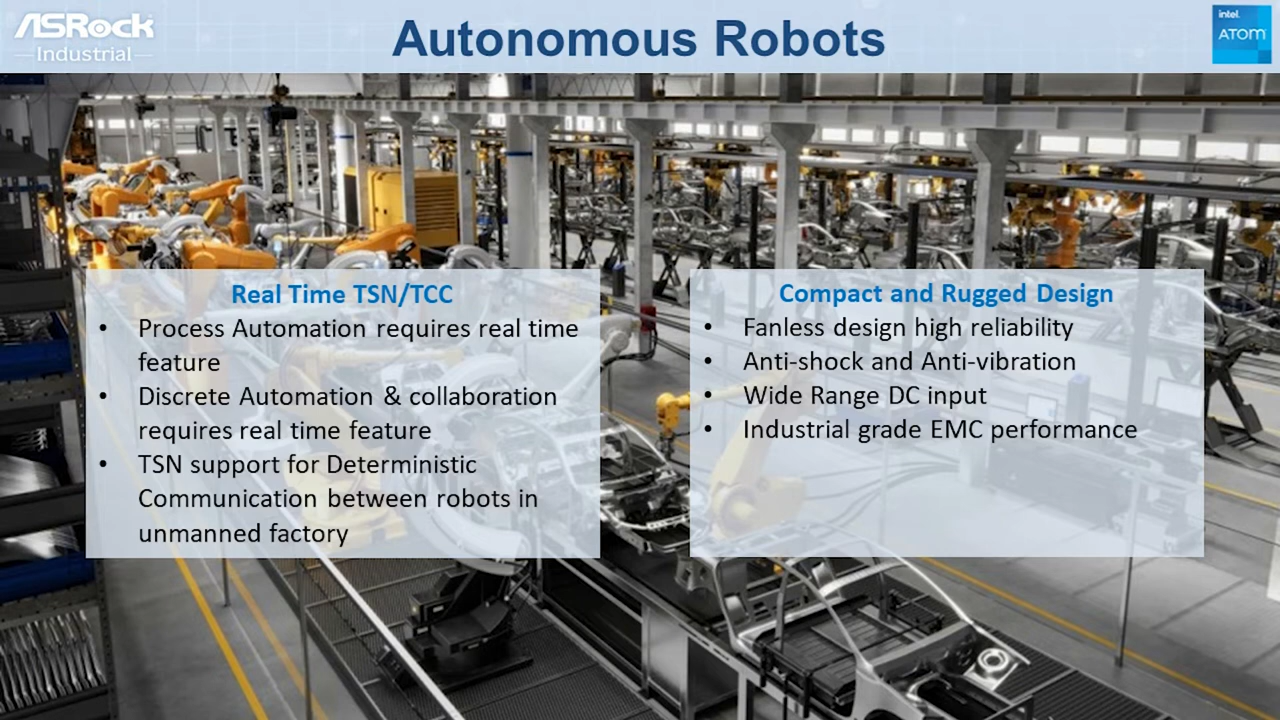 ASRock
Industrial
Autonomous Robots
intel.
ATOM
Real Time TSN/TCC
• Process Automation requires real time
feature
• Discrete Automation & collaboration
requires real time feature
• TSN support for Deterministic
Communication between robots in
unmanned factory
Compact and Rugged Design
• Fanless design high reliability
• Anti-shock and Anti-vibration
• Wide Range DC input
• Industrial grade EMC performance